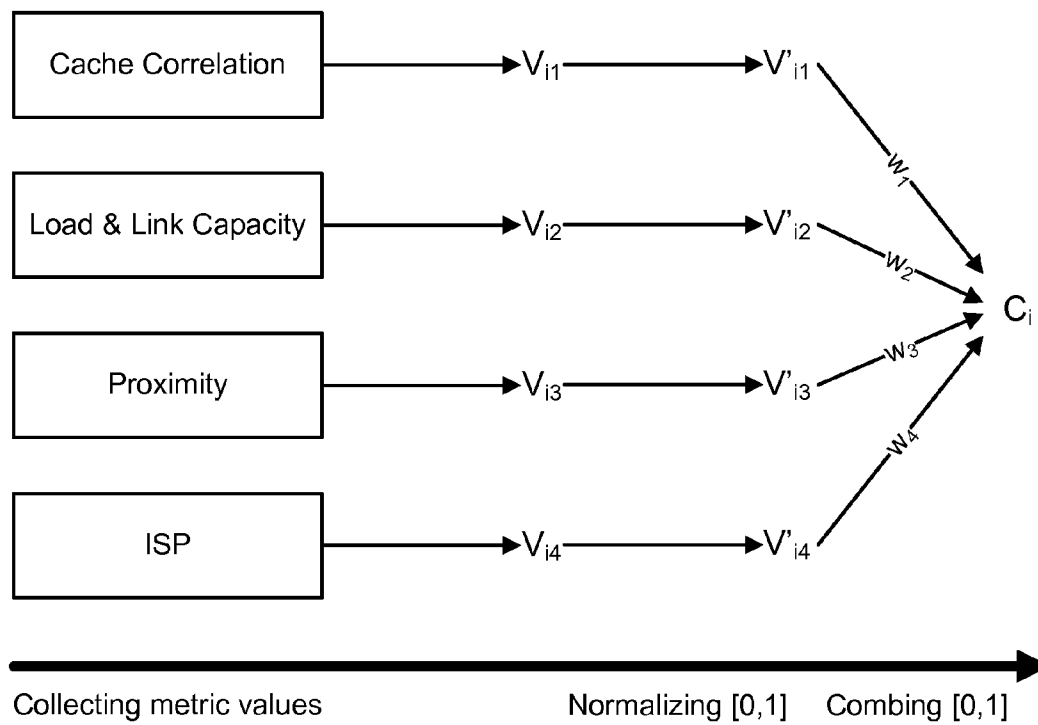 Cache Correlation V_i1 V'_i1
w_1
Load & Link Capacity V_i2 V'_i2
w_2
C_i
w_3
Proximity V_i3 V'_i3
w_4
ISP V_i4 V'_i4
Collecting metric values Normalizing [0,1] Combing [0,1]